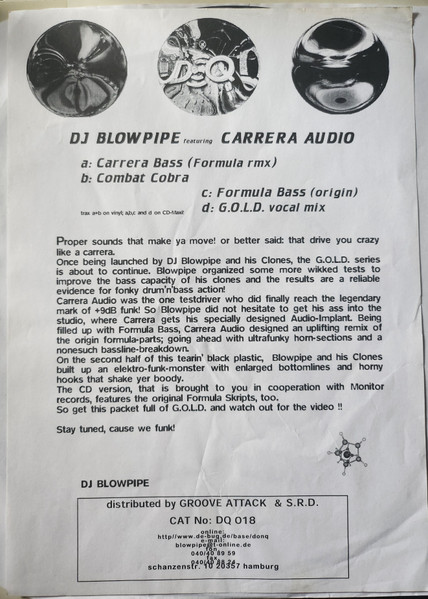 DJ BLOWPIPE featuring CARRERA AUDIO
a: Carrera Bass (Formula rmx)
b: Combat Cobra
c: Formula Bass (origin)
trax a+b on vinyl; a,b,c and d on CD-Maxi! d: G.O.L.D. vocal mix
Proper sounds that make ya move! or better said: that drive you crazy
like a carrera.
Once being launched by DJ Blowpipe and his Clones, the G.O.L.D. series
is about to continue. Blowpipe organized some more wikked tests to
improve the bass capacity of his clones and the results are a reliable
evidence for fonky drum'n'bass action!
Carrera Audio was the one testdriver who did finally reach the legendary
mark of +9dB funk! So Blowpipe did not hesitate to get his ass into the
studio, where Carrera gets his specially designed Audio-Implant. Being
filled up with Formula Bass, Carrera Audio designed an uplifting remix of
the origin formula-parts; going ahead with ultrafunky horn-sections and a
nonesuch bassline-breakdown.
On the second half of this tearin' black plastic, Blowpipe and his Clones
built up an elektro-funk-monster with enlarged bottomlines and horny
hooks that shake yer boody.
The CD version, that is brought to you in cooperation with Monitor
records, features the original Formula Skripts, too.
So get this packet full of G.O.L.D. and watch out for the video !!
Stay tuned, cause we funk!
DJ BLOWPIPE
distributed by GROOVE ATTACK & S.R.D.
CAT No: DQ 018
online:
http//www.de-bug.de/base/donq
e-mail:
blowpipe@t-online.de
fon
040/40 89 59
fax
schanzenstr. 10 20357 hamburg